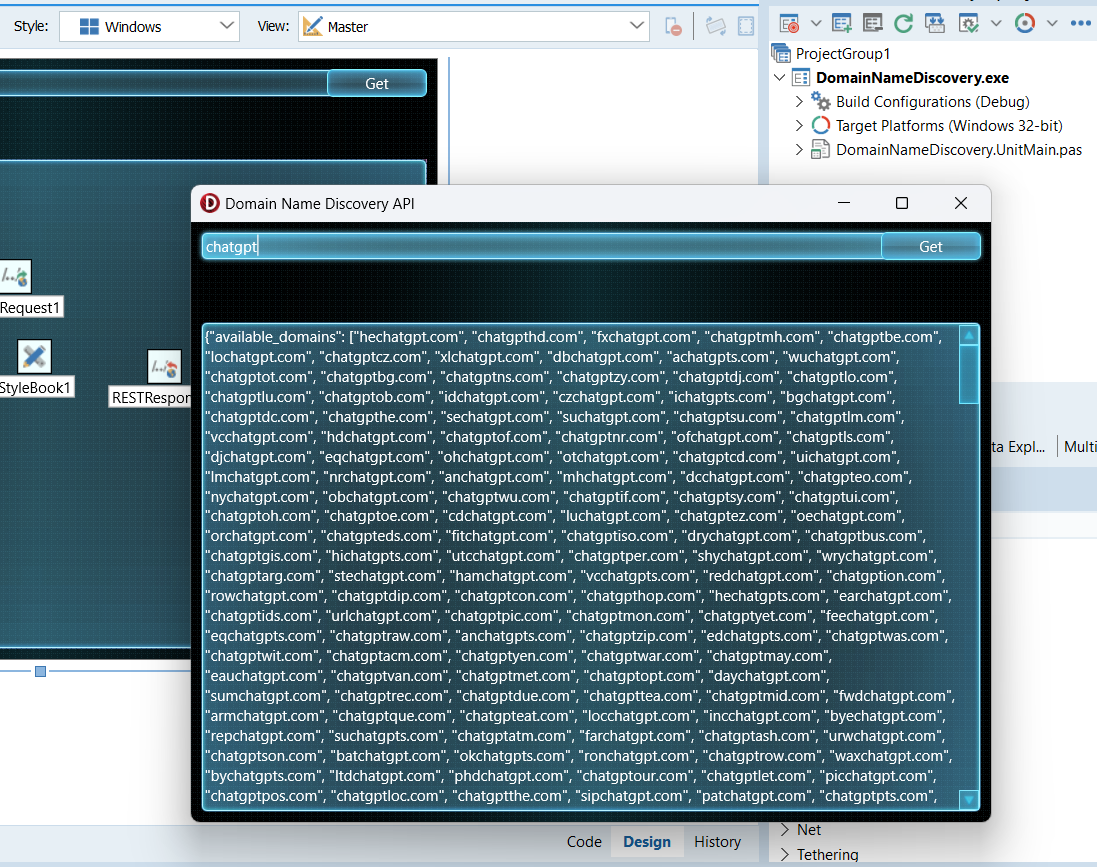 Style:
Windows
View:
Master
Get
ProjectGroup1
DomainNameDiscovery.exe
Build Configurations (Debug)
Target Platforms (Windows 32-bit)
DomainNameDiscovery.UnitMain.pas
Request1
StyleBook1
RESTRespon
Domain Name Discovery API
chatgpt
Get
{"available_domains": ["hechatgpt.com", "chatgpthd.com", "fxchatgpt.com", "chatgptmh.com", "chatgptbe.com",
"lochatgpt.com", "chatgptcz.com", "xlchatgpt.com", "dbchatgpt.com", "achatgpts.com", "wuchatgpt.com",
"chatgptot.com", "chatgptbg.com", "chatgptns.com", "chatgptzy.com", "chatgptdj.com", "chatgptlo.com",
"chatgptlu.com", "chatgptob.com", "idchatgpt.com", "czchatgpt.com", "ichatgpts.com", "bgchatgpt.com",
"chatgptdc.com", "chatgpthe.com", "sechatgpt.com", "suchatgpt.com", "chatgptsu.com", "chatgptlm.com",
"vcchatgpt.com", "hdchatgpt.com", "chatgptof.com", "chatgptnr.com", "ofchatgpt.com", "chatgptls.com",
"djchatgpt.com", "eqchatgpt.com", "ohchatgpt.com", "otchatgpt.com", "chatgptcd.com", "uichatgpt.com",
"lmchatgpt.com", "nrchatgpt.com", "anchatgpt.com", "mhchatgpt.com", "dcchatgpt.com", "chatgpteo.com",
"nychatgpt.com", "obchatgpt.com", "chatgptwu.com", "chatgptif.com", "chatgptsy.com", "chatgptui.com",
"chatgptoh.com", "chatgptoe.com", "cdchatgpt.com", "luchatgpt.com", "chatgptez.com", "oechatgpt.com",
"orchatgpt.com", "chatgpteds.com", "fitchatgpt.com", "chatgptiso.com", "drychatgpt.com", "chatgptbus.com",
"chatgptgis.com", "hichatgpts.com", "utcchatgpt.com", "chatgptper.com", "shychatgpt.com", "wrychatgpt.com",
"chatgptarg.com", "stechatgpt.com", "hamchatgpt.com", "vcchatgpts.com", "redchatgpt.com", "chatgption.com",
"rowchatgpt.com", "chatgptdip.com", "chatgptcon.com", "chatgpthop.com", "hechatgpts.com", "earchatgpt.com",
"chatgptids.com", "urlchatgpt.com", "chatgptpic.com", "chatgptmon.com", "chatgptyet.com", "feechatgpt.com",
"eqchatgpts.com", "chatgptraw.com", "anchatgpts.com", "chatgptzip.com", "edchatgpts.com", "chatgptwas.com",
"chatgptwit.com", "chatgptacm.com", "chatgptyen.com", "chatgptwar.com", "chatgptmay.com",
"eauchatgpt.com", "chatgptvan.com", "chatgptmet.com", "chatgptopt.com", "daychatgpt.com",
"sumchatgpt.com", "chatgptrec.com", "chatgptdue.com", "chatgpttea.com", "chatgptmid.com", "fwdchatgpt.com",
"armchatgpt.com", "chatgptque.com", "chatgpteat.com", "locchatgpt.com", "incchatgpt.com", "byechatgpt.com",
"repchatgpt.com", "suchatgpts.com", "chatgptatm.com", "farchatgpt.com", "chatgptash.com", "urwchatgpt.com",
"chatgptson.com", "batchatgpt.com", "okchatgpts.com", "ronchatgpt.com", "chatgptrow.com", "waxchatgpt.com",
"bychatgpts.com", "ltdchatgpt.com", "phdchatgpt.com", "chatgptour.com", "chatgptlet.com", "picchatgpt.com",
"chatgptpos.com", "chatgptloc.com", "chatgptthe.com", "sipchatgpt.com", "patchatgpt.com", "chatgptpts.com",
ta Expl...
Multi
Code
Design
History
Net
Tethering